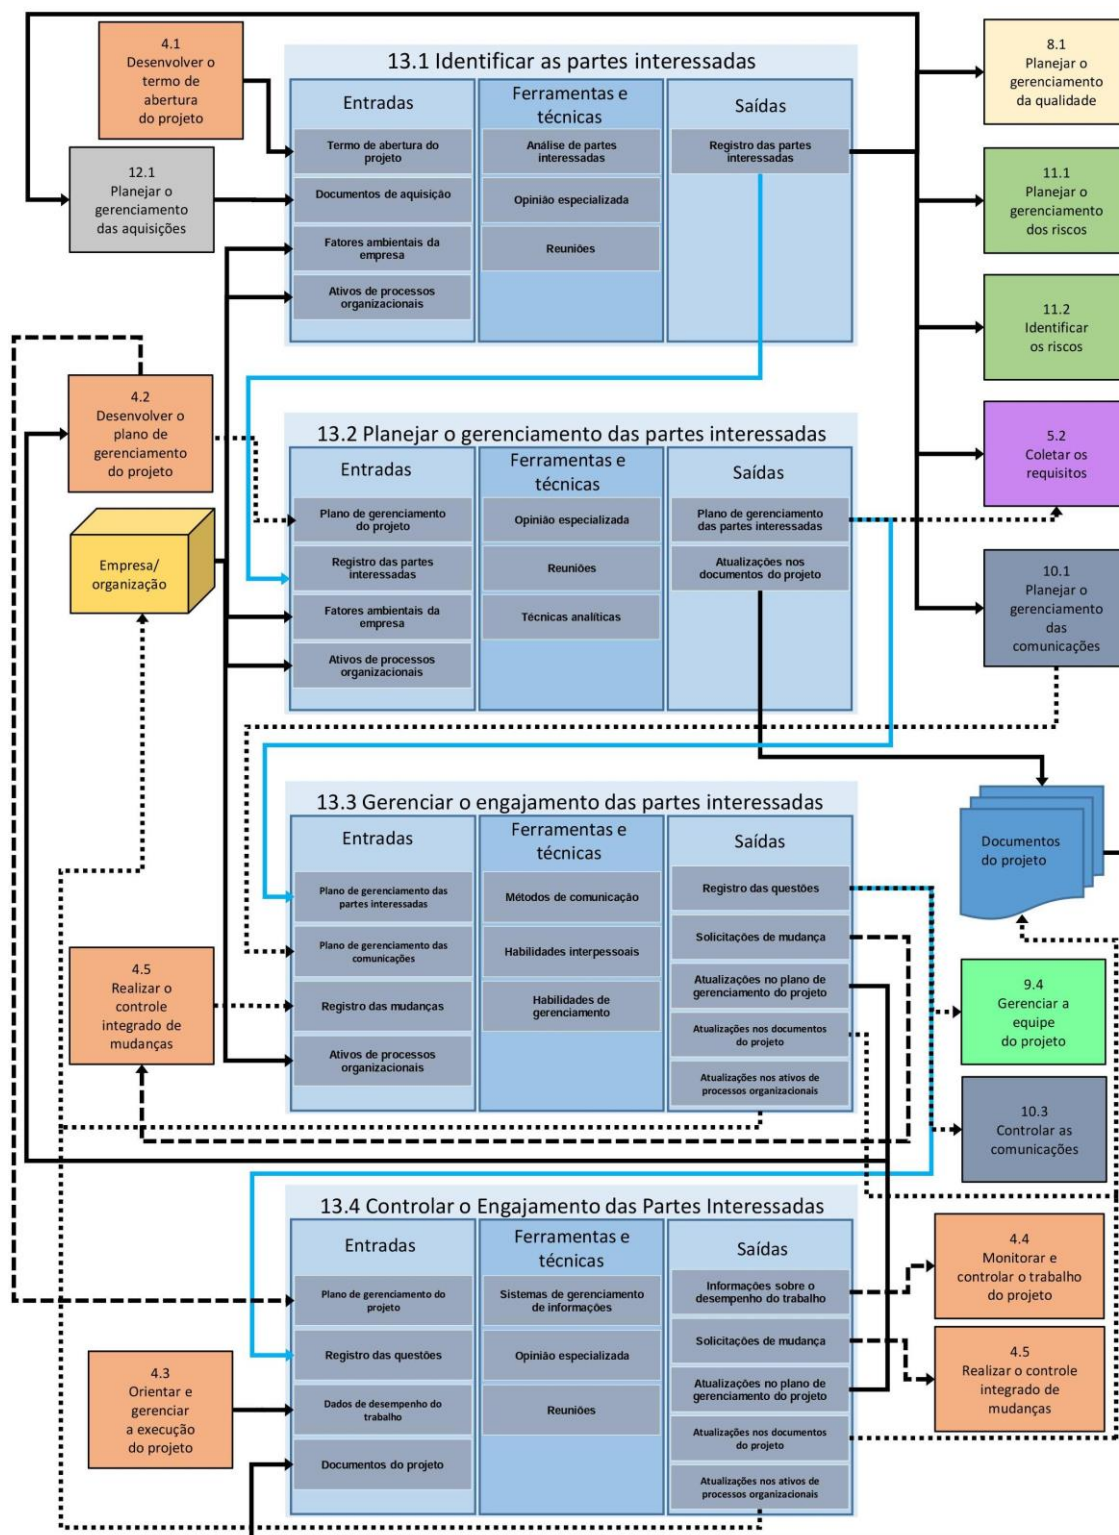 4.1
Desenvolver o
termo de
abertura
do projeto
12.1
Planejar o
gerenciamento
das aquisições
13.1 Identificar as partes interessadas
Entradas
Termo de abertura do
projeto
Documentos de aquisição
Fatores ambientais da
empresa
Ativos de processos
organizacionais
Ferramentas e
técnicas
Análise de partes
interessadas
Opinião especializada
Reuniões
Saídas
Registro das partes
interessadas
8.1
Planejar o
gerenciamento
da qualidade
11.1
Planejar o
gerenciamento
dos riscos
11.2
Identificar
os riscos
4.2
Desenvolver o
plano de
gerenciamento
do projeto
Empresa/
organização
13.2 Planejar o gerenciamento das partes interessadas
Entradas
Plano de gerenciamento
do projeto
Registro das partes
interessadas
Fatores ambientais da
empresa
Ativos de processos
organizacionais
Ferramentas e
técnicas
Opinião especializada
Reuniões
Técnicas analíticas
Saídas
Plano de gerenciamento
das partes interessadas
Atualizações nos
documentos do projeto
5.2
Coletar os
requisitos
10.1
Planejar o
gerenciamento
das
comunicações
13.3 Gerenciar o engajamento das partes interessadas
Entradas
Plano de gerenciamento das
partes interessadas
Plano de gerenciamento das
comunicações
Registro das mudanças
Ativos de processos
organizacionais
Ferramentas e
técnicas
Métodos de comunicação
Habilidades interpessoais
Habilidades de
gerenciamento
Saídas
Registro das questões
Solicitações de mudança
Atualizações no plano de
gerenciamento do projeto
Atualizações nos documentos
do projeto
Atualizações nos ativos de
processos organizacionais
Documentos
do projeto
4.5
Realizar o
controle
integrado de
mudanças
9.4
Gerenciar a
equipe
do projeto
10.3
Controlar as
comunicações
13.4 Controlar o Engajamento das Partes Interessadas
Entradas
Plano de gerenciamento do
projeto
Registro das questões
Dados de desempenho do
trabalho
Documentos do projeto
Ferramentas e
técnicas
Sistemas de gerenciamento
de informações
Opinião especializada
Reuniões
Saídas
Informações sobre o
desempenho do trabalho
Solicitações de mudança
Atualizações no plano de
gerenciamento do projeto
Atualizações nos documentos
do projeto
Atualizações nos ativos de
processos organizacionais
4.3
Orientar e
gerenciar
a execução
do projeto
4.4
Monitorar e
controlar o trabalho
do projeto
4.5
Realizar o controle
integrado de
mudanças